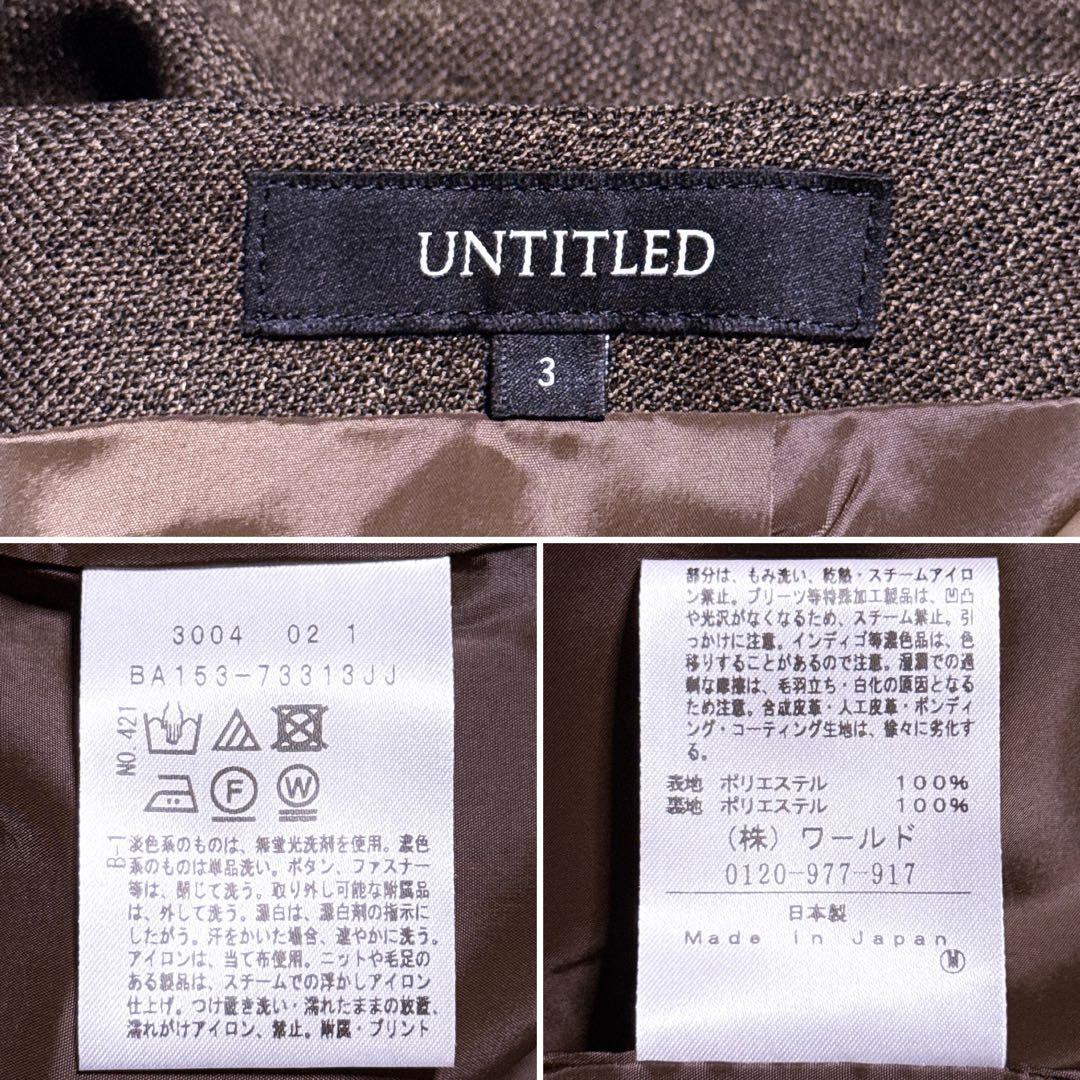 UNTITLED
3
3004 02 1
BA153-73313JJ
NO.421
F
W
B-1
淡色系のものは、無蛍光洗剤を使用。濃色
系のものは単品洗い。ボタン、ファスナー
等は、閉じて洗う。取り外し可能な附属品
は、外して洗う。漂白は、漂白剤の指示に
したがう。汗をかいた場合、速やかに洗う。
アイロンは、当て布使用。ニットや毛足の
ある製品は、スチームでの浮かしアイロン
仕上げ。つけ置き洗い・濡れたままの放置、
濡れがけアイロン、禁止。附属・プリント
部分は、もみ洗い、乾熱・スチームアイロ
ン禁止。プリーツ等特殊加工製品は、凹凸
や光沢がなくなるため、スチーム禁止。引
っかけに注意。インディゴ等濃色品は、色
移りすることがあるので注意。湿潤での過
剰な摩擦は、毛羽立ち・白化の原因となる
ため注意。合成皮革・人工皮革・ボンディ
ング・コーティング生地は、徐々に劣化す
る。
表地 ポリエステル 100%
裏地 ポリエステル 100%
(株) ワールド
0120-977-917
日本製
Made in Japan
W